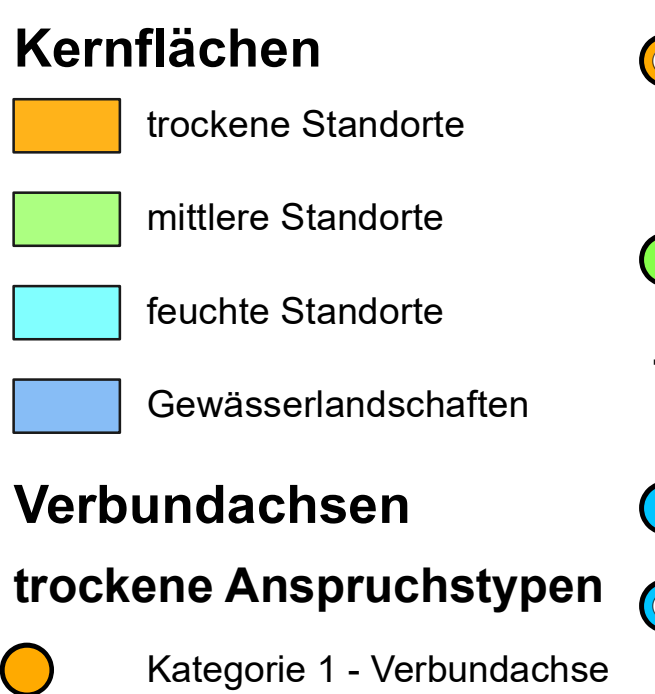 Kernflächen
trockene Standorte
mittlere Standorte
feuchte Standorte
Gewässerlandschaften
Verbundachsen
trockene Anspruchstypen
Kategorie 1 - Verbundachse